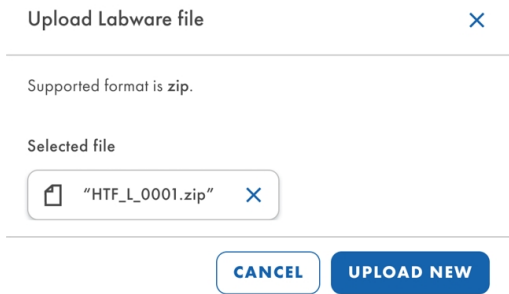 Upload Labware file
Supported format is zip.
Selected file
“HTF_L_0001.zip”
CANCEL
UPLOAD NEW